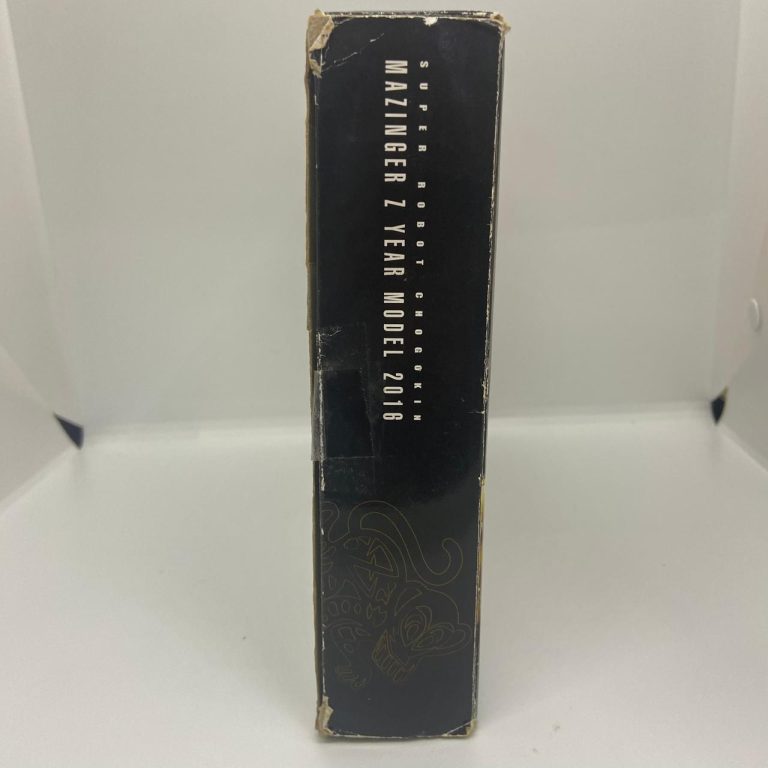 SUPER ROBOT CHOGOKIN
MAZINGER Z YEAR MODEL 2016